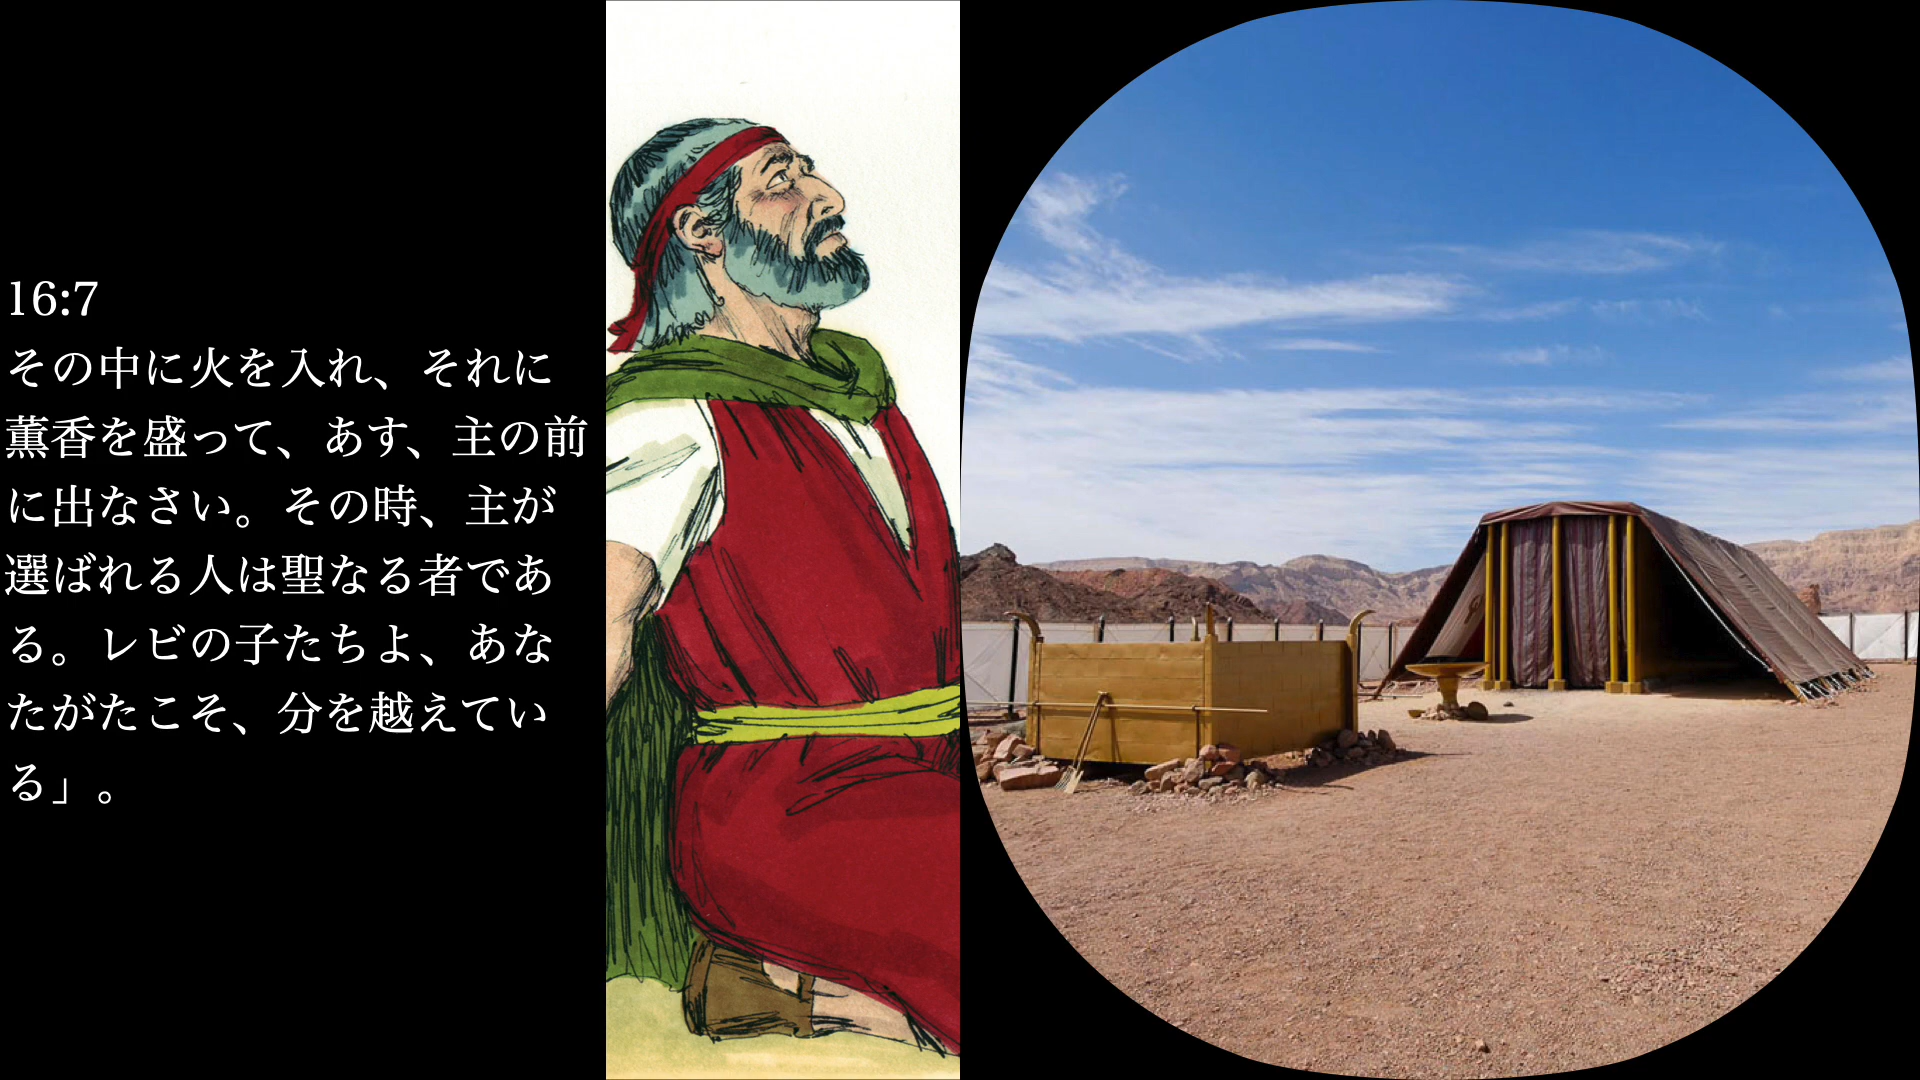 16:7
その中に火を入れ、それに
薫香を盛って、あす、主の前
に出なさい。その時、主が
選ばれる人は聖なる者であ
る。レビの子たちよ、あな
たがたこそ、分を越えてい
る」。